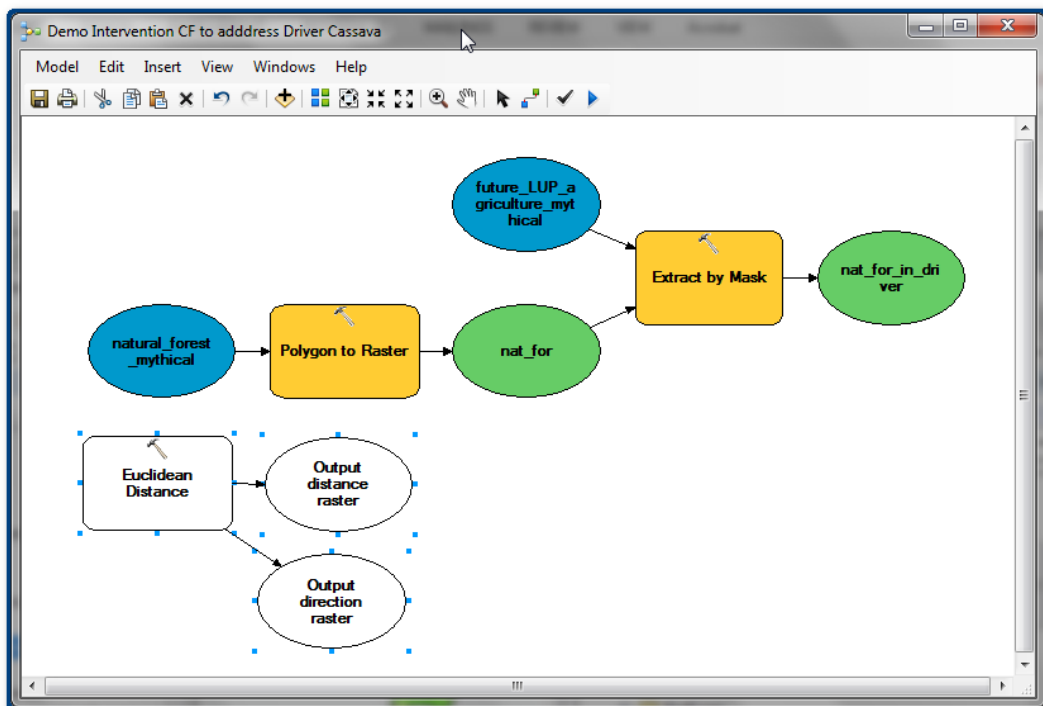 Demo Intervention CF to adddress Driver Cassava
Model Edit Insert View Windows Help
future_LUP_a
griculture_myt
hical
Extract by Mask
nat_for_in_dri
ver
natural_forest
_mythical
Polygon to Raster
nat_for
Euclidean
Distance
Output
distance
raster
Output
direction
raster